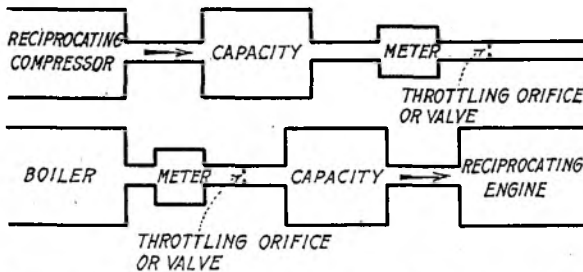 RECIPROCATING
COMPRESSOR
CAPACITY
METER
THROTTLING ORIFICE
OR VALVE
BOILER
METER
CAPACITY
RECIPROCATING
ENGINE
THROTTLING ORIFICE
OR VALVE